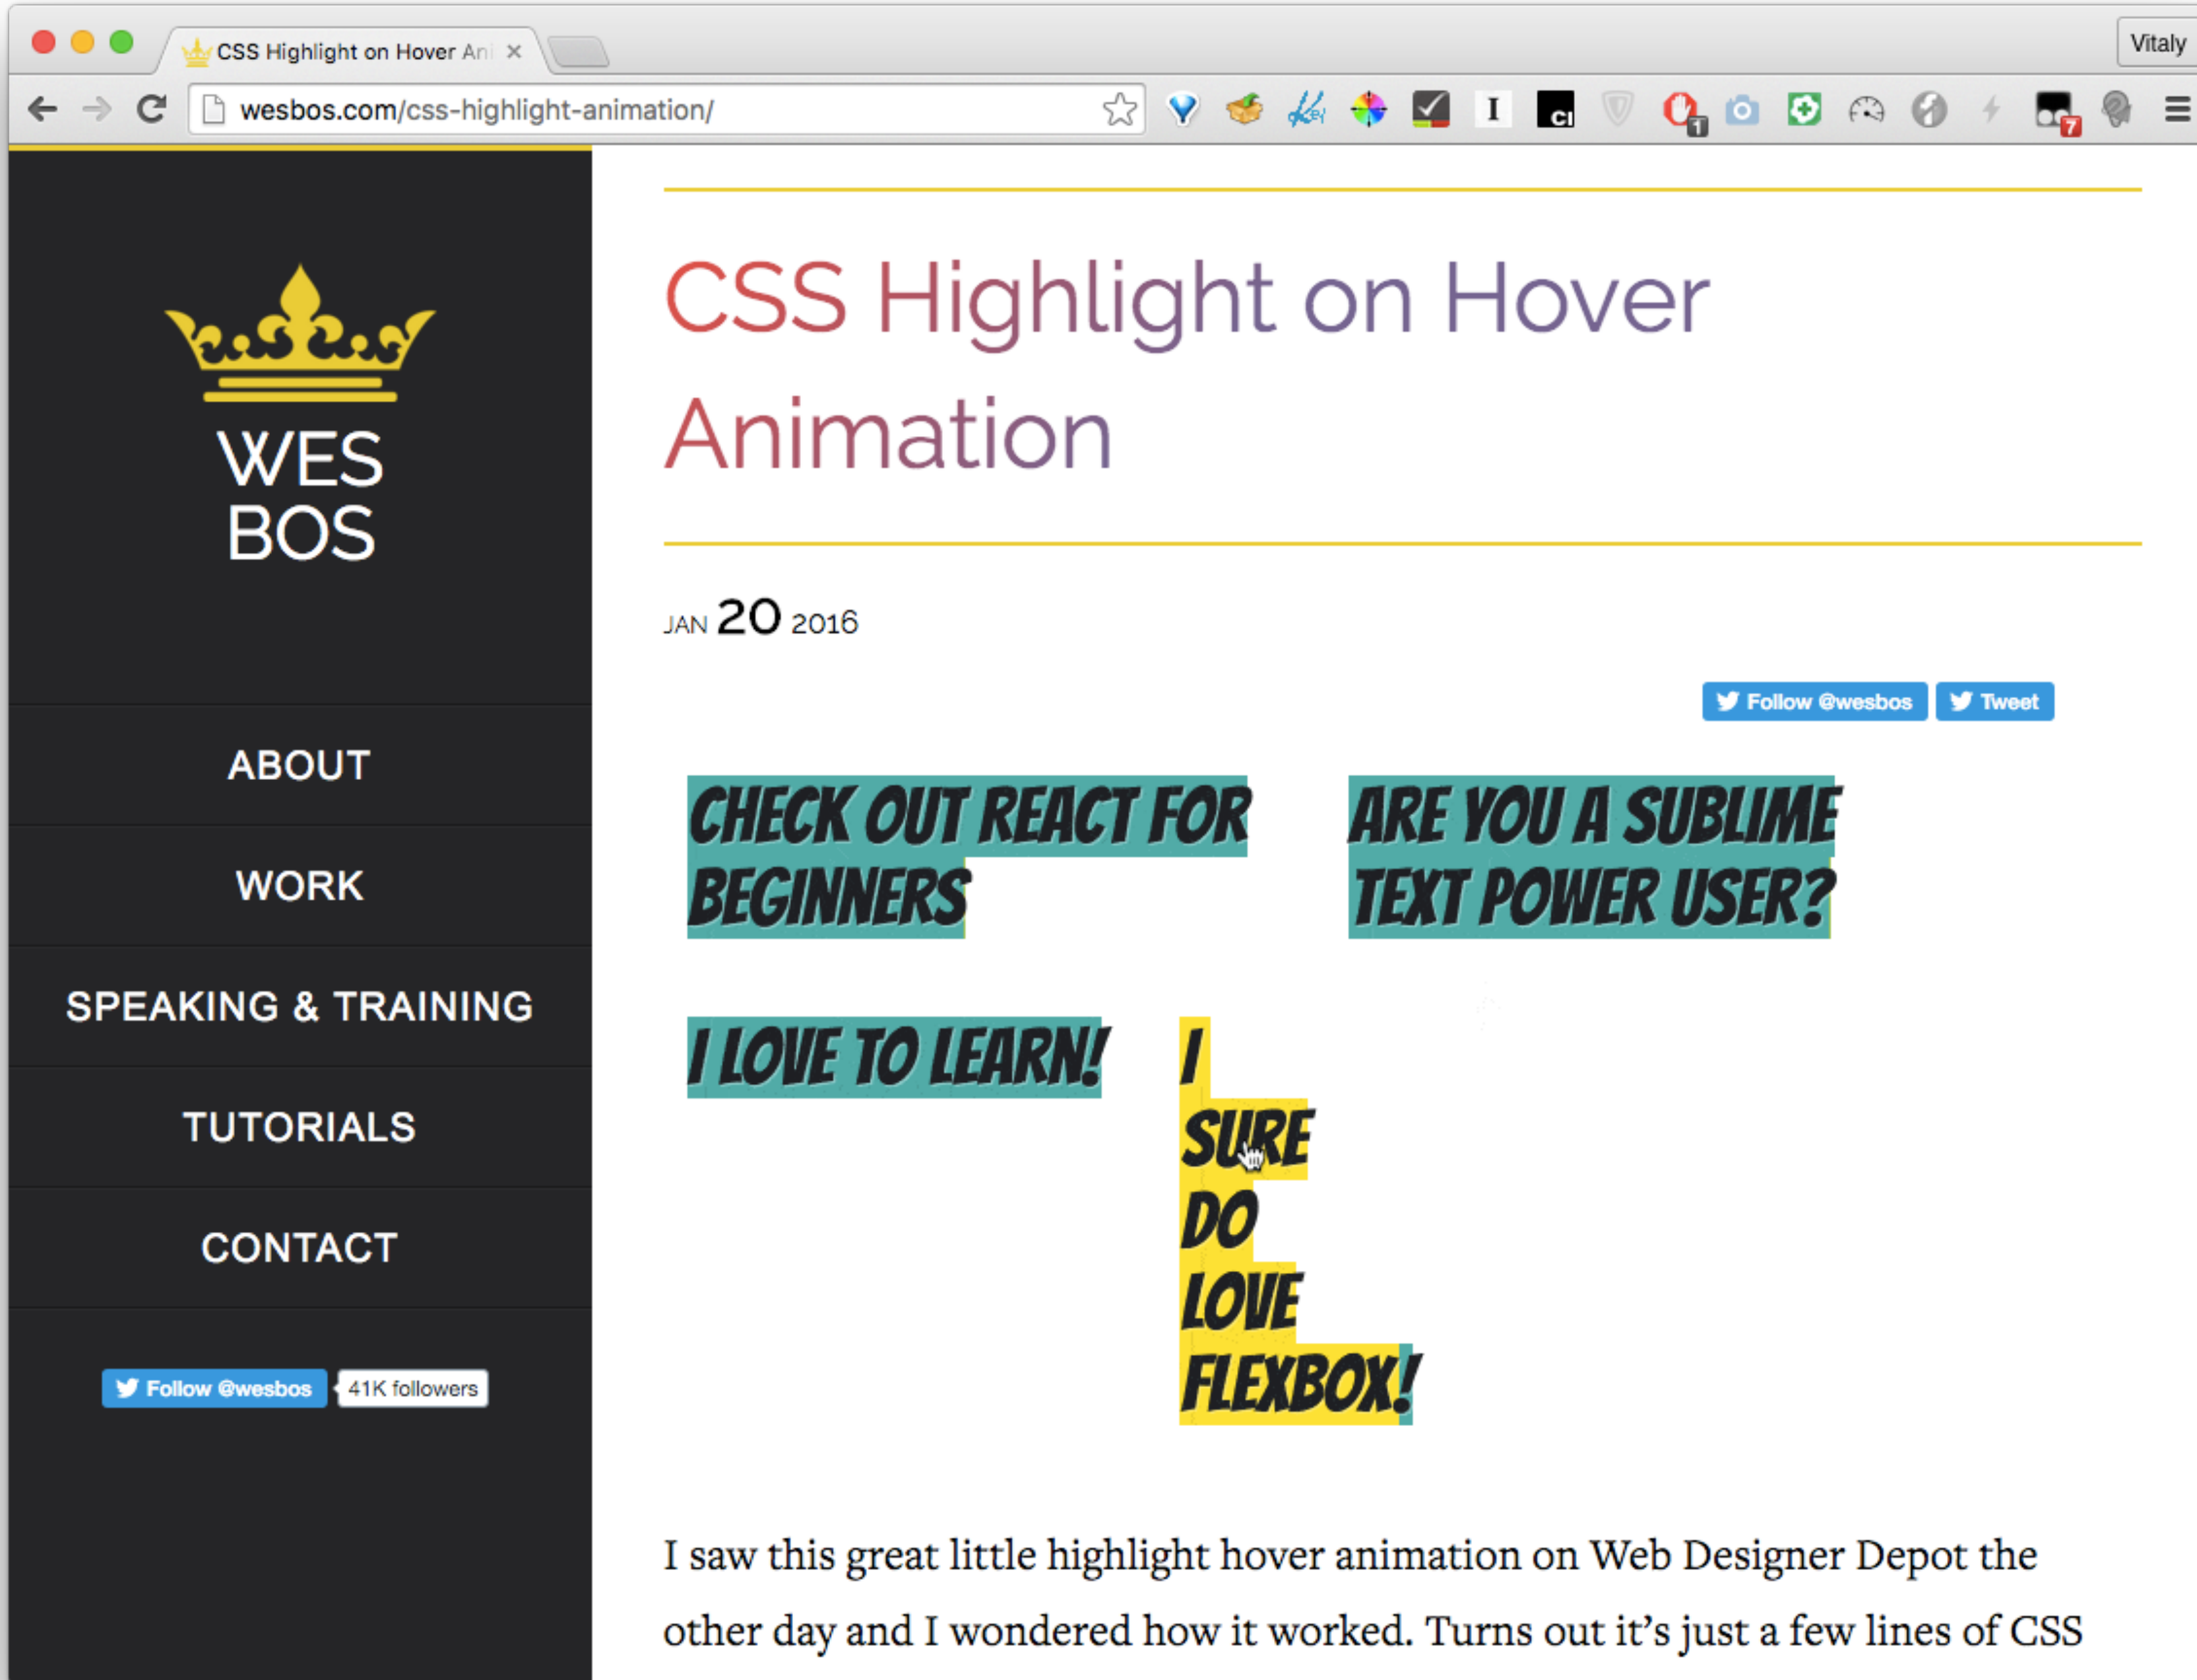 CSS Highlight on Hover Ani
Vitaly
wesbos.com/css-highlight-animation/
1
7
WES
BOS
ABOUT
WORK
SPEAKING & TRAINING
TUTORIALS
CONTACT
Follow @wesbos 41K followers
CSS Highlight on Hover
Animation
JAN 20 2016
Follow @wesbos Tweet
CHECK OUT REACT FOR
BEGINNERS
ARE YOU A SUBLIME
TEXT POWER USER?
I LOVE TO LEARN!
I
SURE
DO
LOVE
FLEXBOX!
I saw this great little highlight hover animation on Web Designer Depot the
other day and I wondered how it worked. Turns out it’s just a few lines of CSS